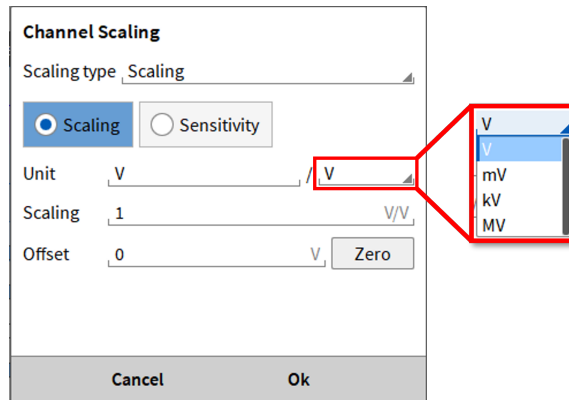 Channel Scaling
Scaling type Scaling
Scaling Sensitivity
Unit V / V
Scaling 1 V/V
Offset 0 V Zero
Cancel Ok
V
V
mV
kV
MV